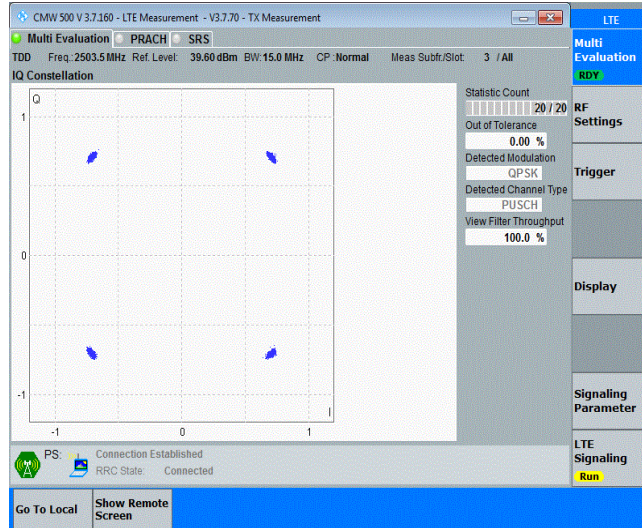 CMW 500 V 3.7.160 - LTE Measurement - V3.7.70 - TX Measurement
LTE
Multi Evaluation PRACH SRS
TDD Freq.: 2503.5 MHz Ref. Level: 39.60 dBm BW: 15.0 MHz CP : Normal Meas Subfr./Slot: 3 / All
IQ Constellation
Q
1
0
-1
-1
0
1
I
Statistic Count
20 / 20
Out of Tolerance
0.00 %
Detected Modulation
QPSK
Detected Channel Type
PUSCH
View Filter Throughput
100.0 %
Multi
Evaluation
RDY
RF
Settings
Trigger
Display
Signaling
Parameter
LTE
Signaling
Run
PS: Connection Established
RRC State: Connected
Go To Local
Show Remote
Screen